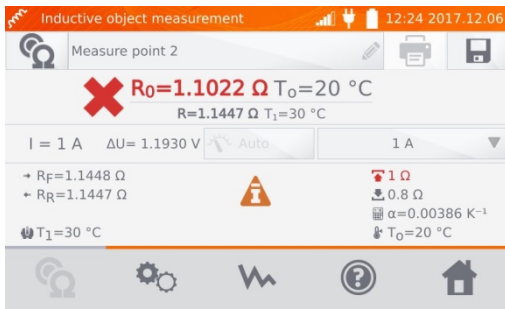 Inductive object measurement 12:24 2017.12.06
Measure point 2
R0=1.1022 Ω To=20 °C
R=1.1447 Ω T1=30 °C
I = 1 A ΔU= 1.1930 V Auto 1 A
RF=1.1448 Ω 1 Ω
RR=1.1447 Ω 0.8 Ω
α=0.00386 K⁻¹
T1=30 °C To=20 °C